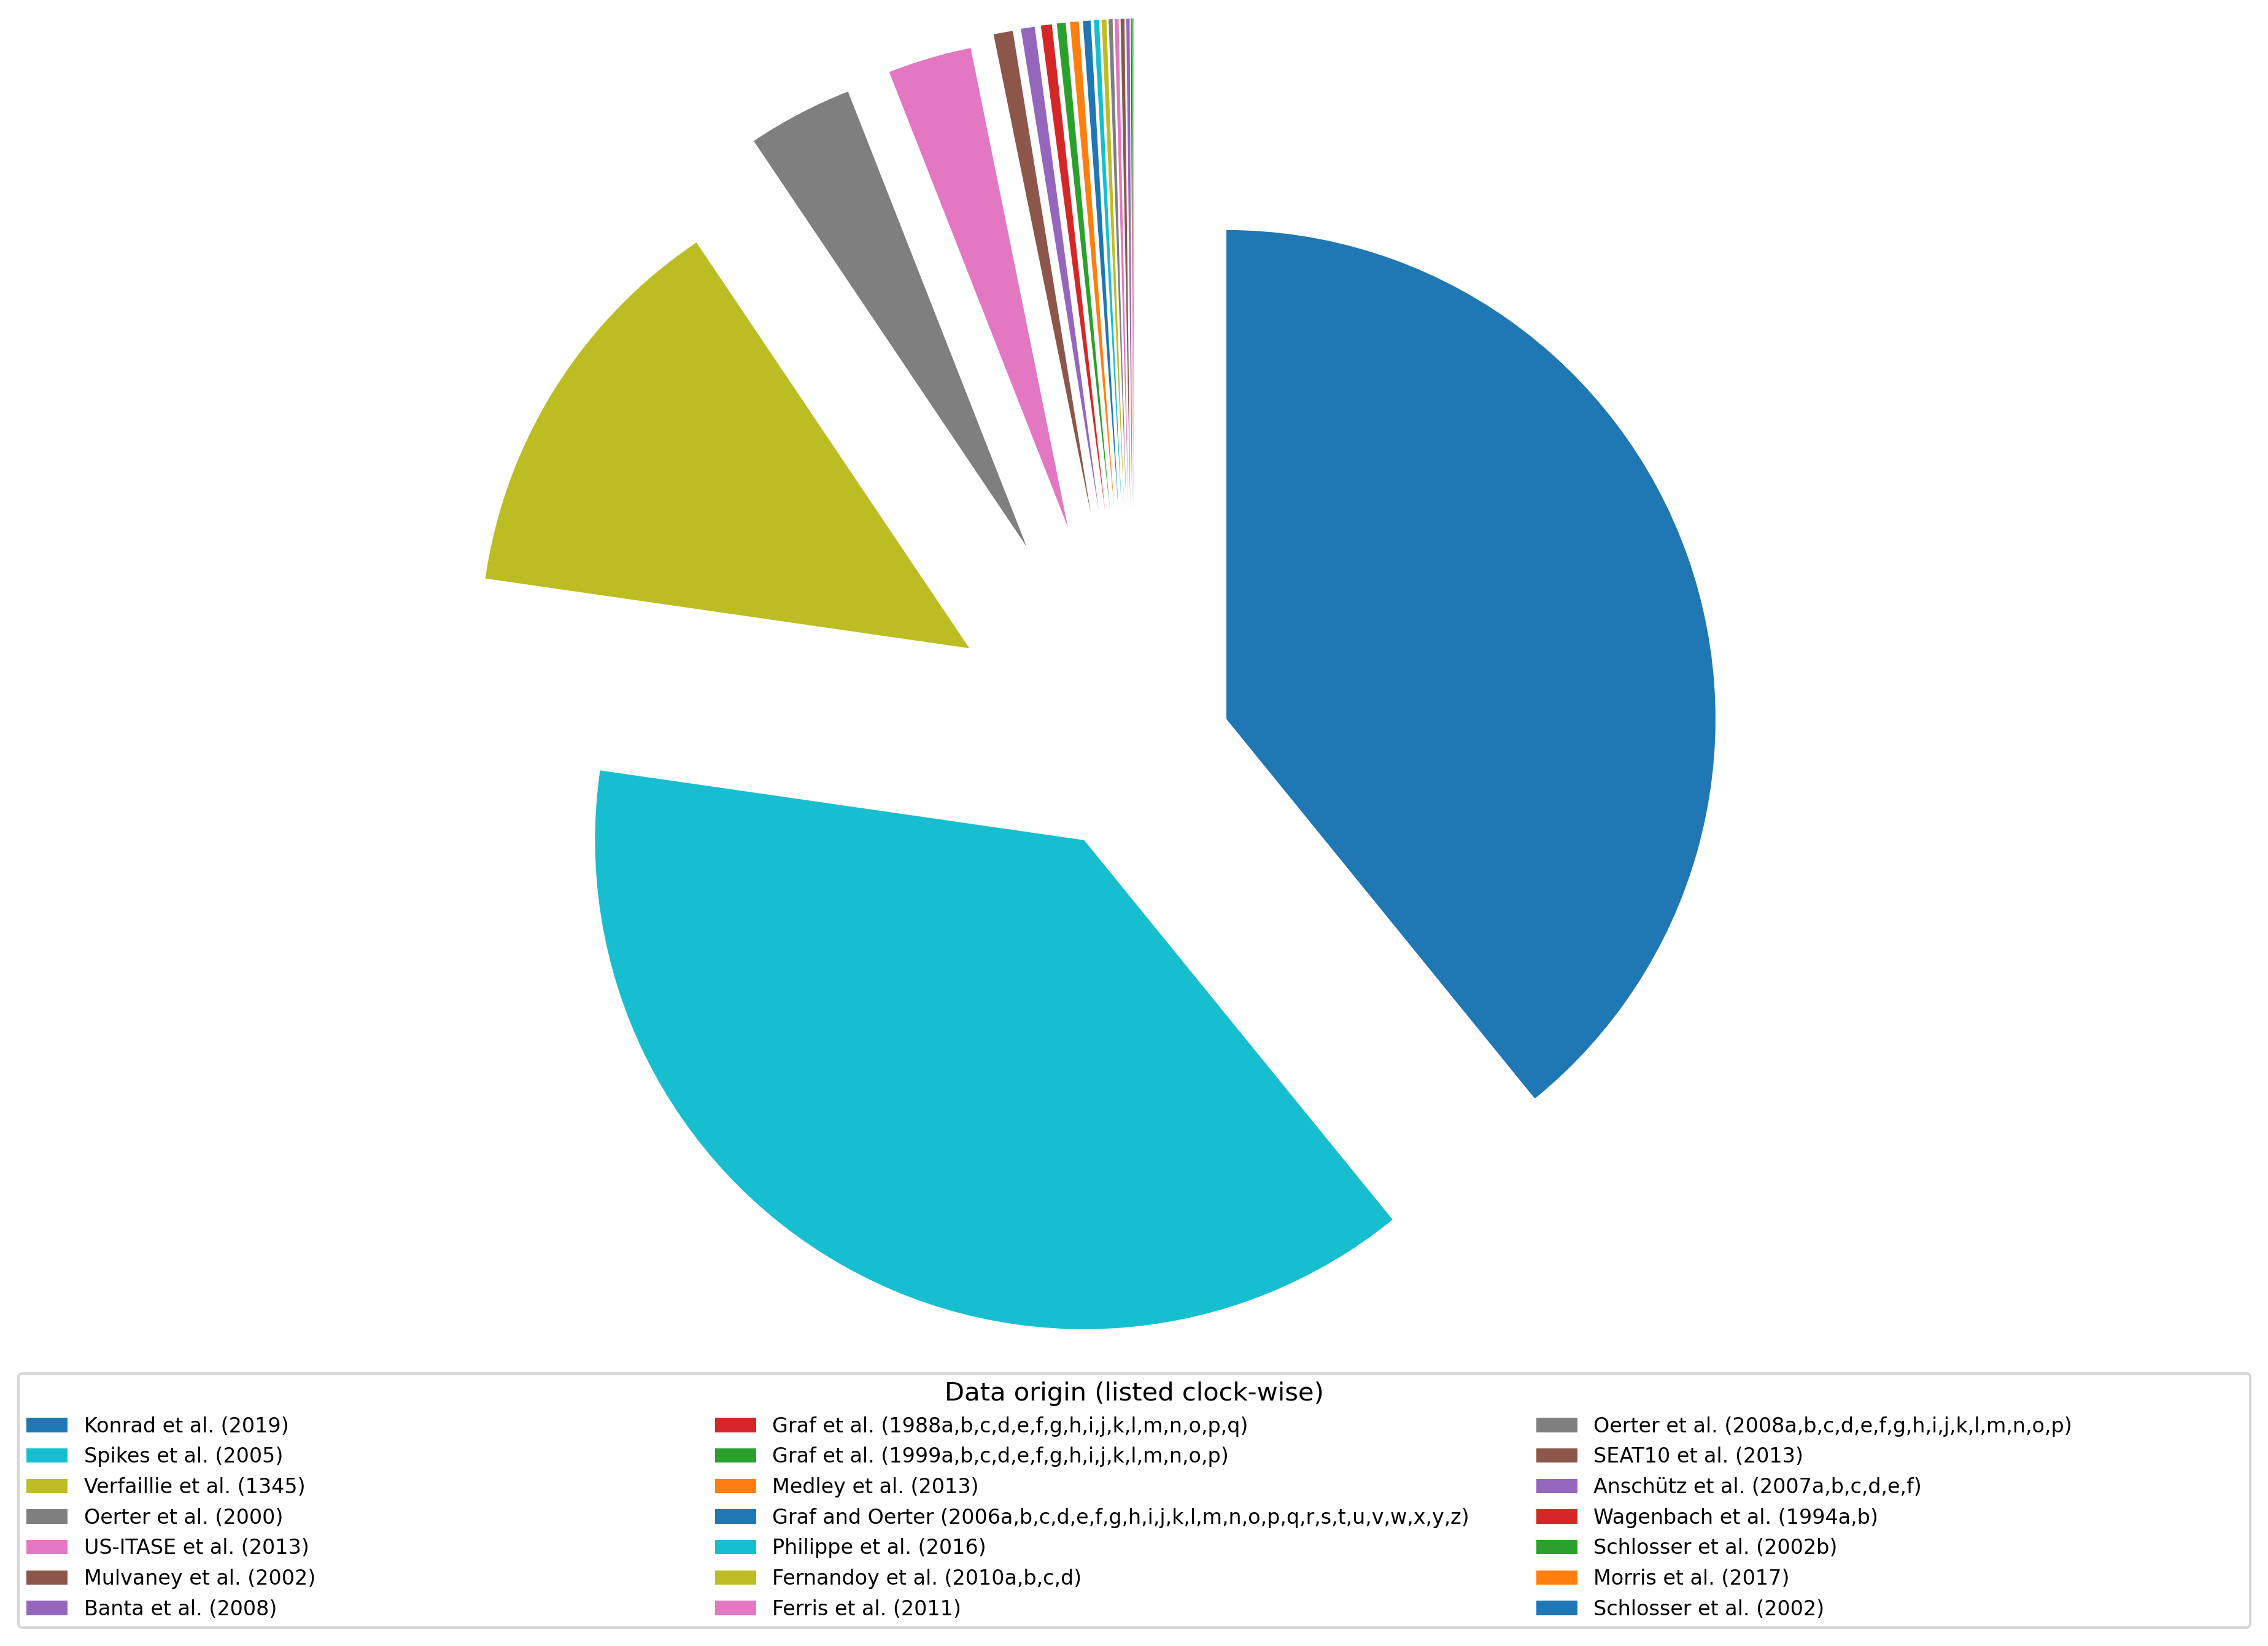 Data origin (listed clock-wise)
Konrad et al. (2019)
Spikes et al. (2005)
Verfaillie et al. (1345)
Oerter et al. (2000)
US-ITASE et al. (2013)
Mulvaney et al. (2002)
Banta et al. (2008)
Graf et al. (1988a,b,c,d,e,f,g,h,i,j,k,l,m,n,o,p,q)
Graf et al. (1999a,b,c,d,e,f,g,h,i,j,k,l,m,n,o,p)
Medley et al. (2013)
Graf and Oerter (2006a,b,c,d,e,f,g,h,i,j,k,l,m,n,o,p,q,r,s,t,u,v,w,x,y,z)
Philippe et al. (2016)
Fernandoy et al. (2010a,b,c,d)
Ferris et al. (2011)
Oerter et al. (2008a,b,c,d,e,f,g,h,i,j,k,l,m,n,o,p)
SEAT10 et al. (2013)
Anschütz et al. (2007a,b,c,d,e,f)
Wagenbach et al. (1994a,b)
Schlosser et al. (2002b)
Morris et al. (2017)
Schlosser et al. (2002)